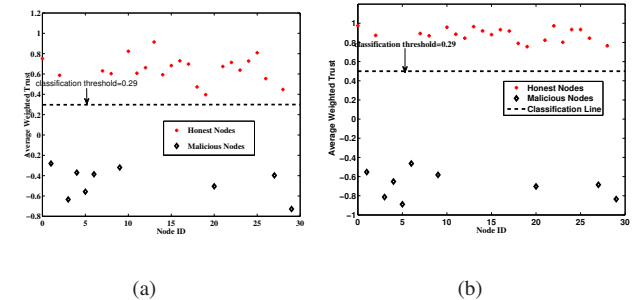 1.2
1
0.8
0.6
0.4
0.2
0
-0.2
-0.4
-0.6
-0.8
0 5 10 15 20 25 30
Node ID
Average Weighted Trust
classification threshold=0.29
Honest Nodes
Malicious Nodes
(a)
1
0.8
0.6
0.4
0.2
0
-0.2
-0.4
-0.6
-0.8
-1
0 5 10 15 20 25 30
Node ID
Average Weighted Trust
classification threshold=0.29
Honest Nodes
Malicious Nodes
Classification Line
(b)